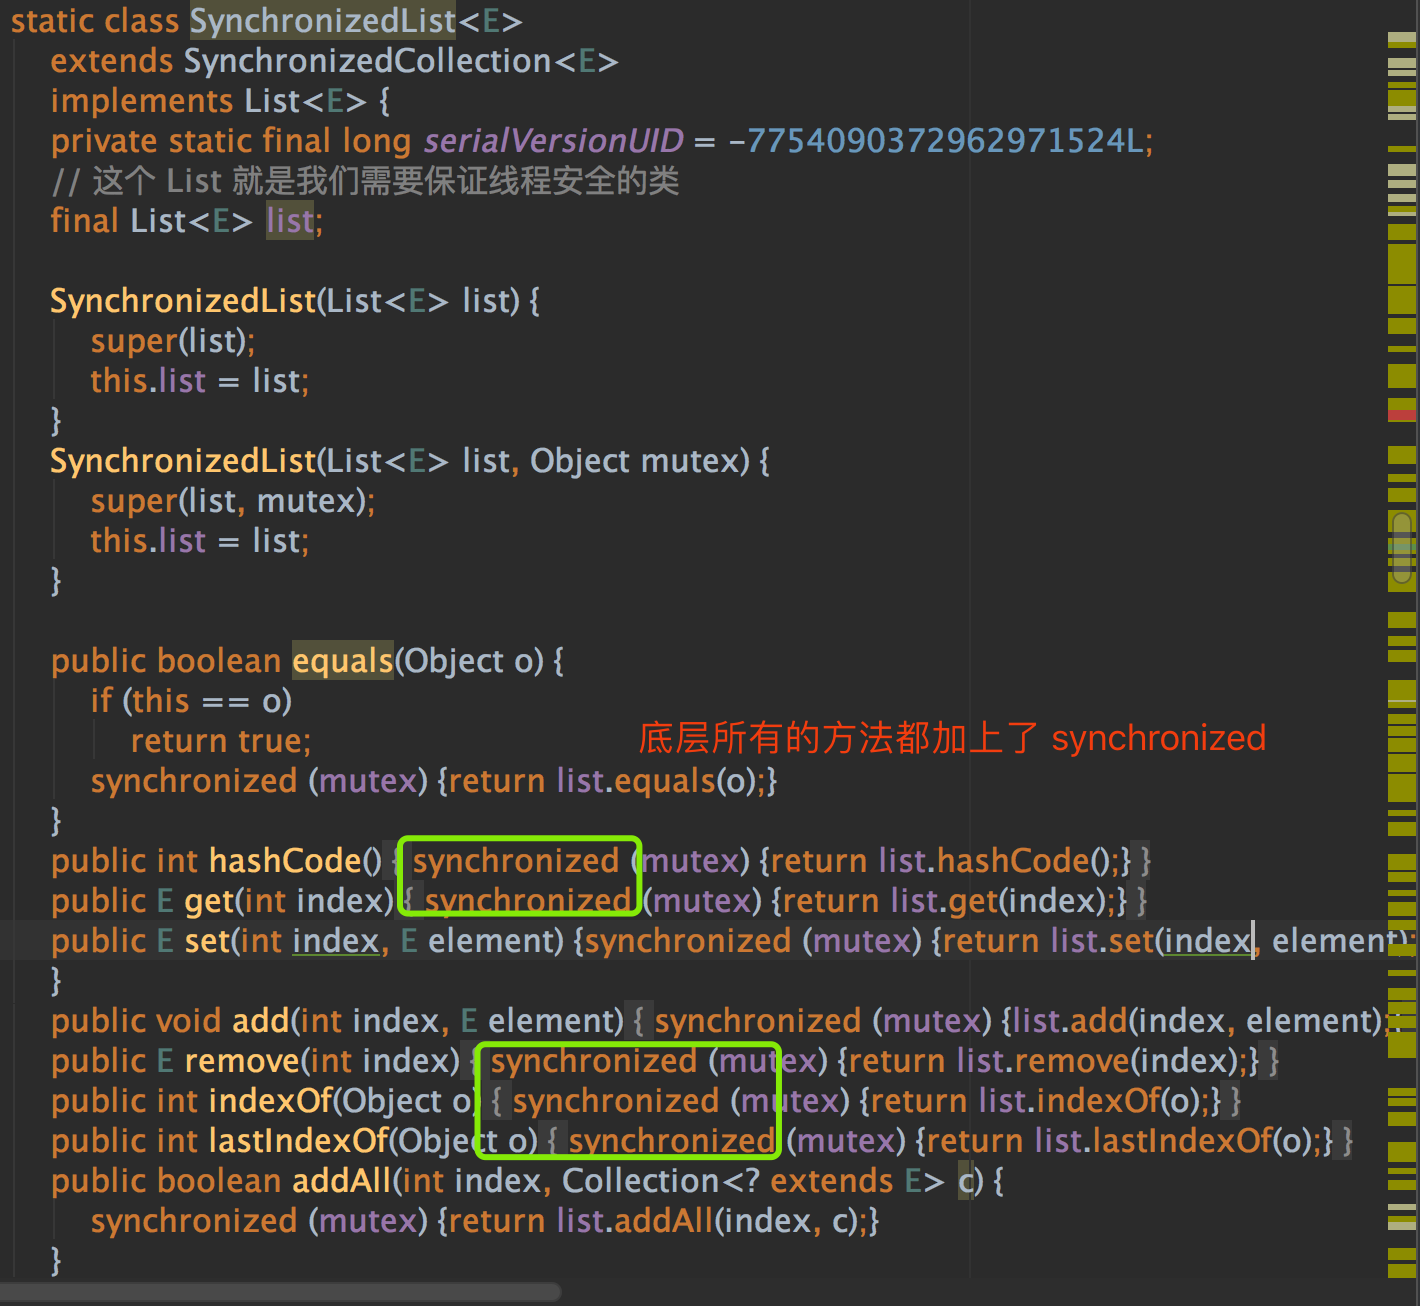 static class SynchronizedList<E>
extends SynchronizedCollection<E>
implements List<E> {
private static final long serialVersionUID = -7754090372962971524L;
// 这个 List 就是我们需要保证线程安全的类
final List<E> list;
SynchronizedList(List<E> list) {
super(list);
this.list = list;
}
SynchronizedList(List<E> list, Object mutex) {
super(list, mutex);
this.list = list;
}
public boolean equals(Object o) {
if (this == o)
return true;
底层所有的方法都加上了 synchronized
synchronized (mutex) {return list.equals(o);}
}
public int hashCode() { synchronized (mutex) {return list.hashCode();} }
public E get(int index) { synchronized (mutex) {return list.get(index);} }
public E set(int index, E element) {synchronized (mutex) {return list.set(index, element);
}
public void add(int index, E element) { synchronized (mutex) {list.add(index, element);
public E remove(int index) { synchronized (mutex) {return list.remove(index);} }
public int indexOf(Object o) { synchronized (mutex) {return list.indexOf(o);} }
public int lastIndexOf(Object o) { synchronized (mutex) {return list.lastIndexOf(o);} }
public boolean addAll(int index, Collection<? extends E> c) {
synchronized (mutex) {return list.addAll(index, c);}
}